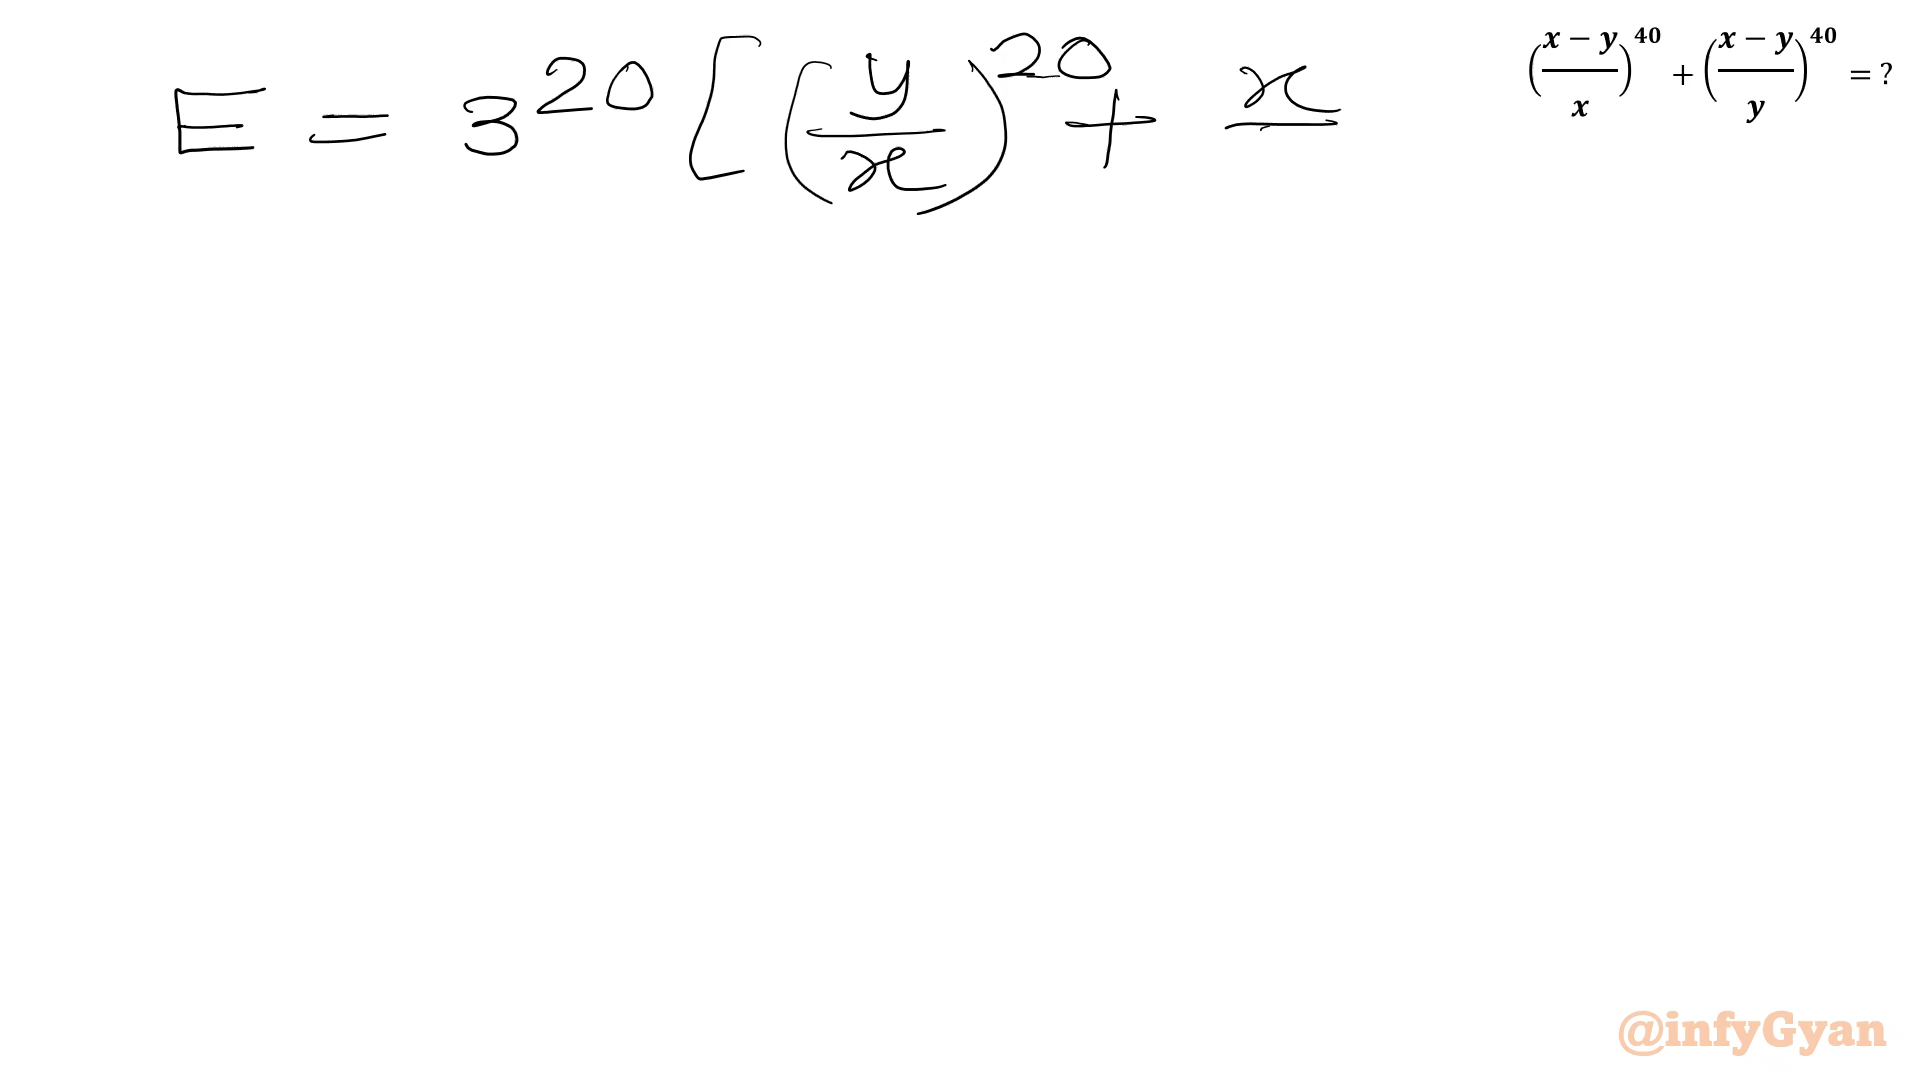 E = 3^20 [(y/x)^20 + x/
((x − y)/x)^40 + ((x − y)/y)^40 = ?
@infyGyan